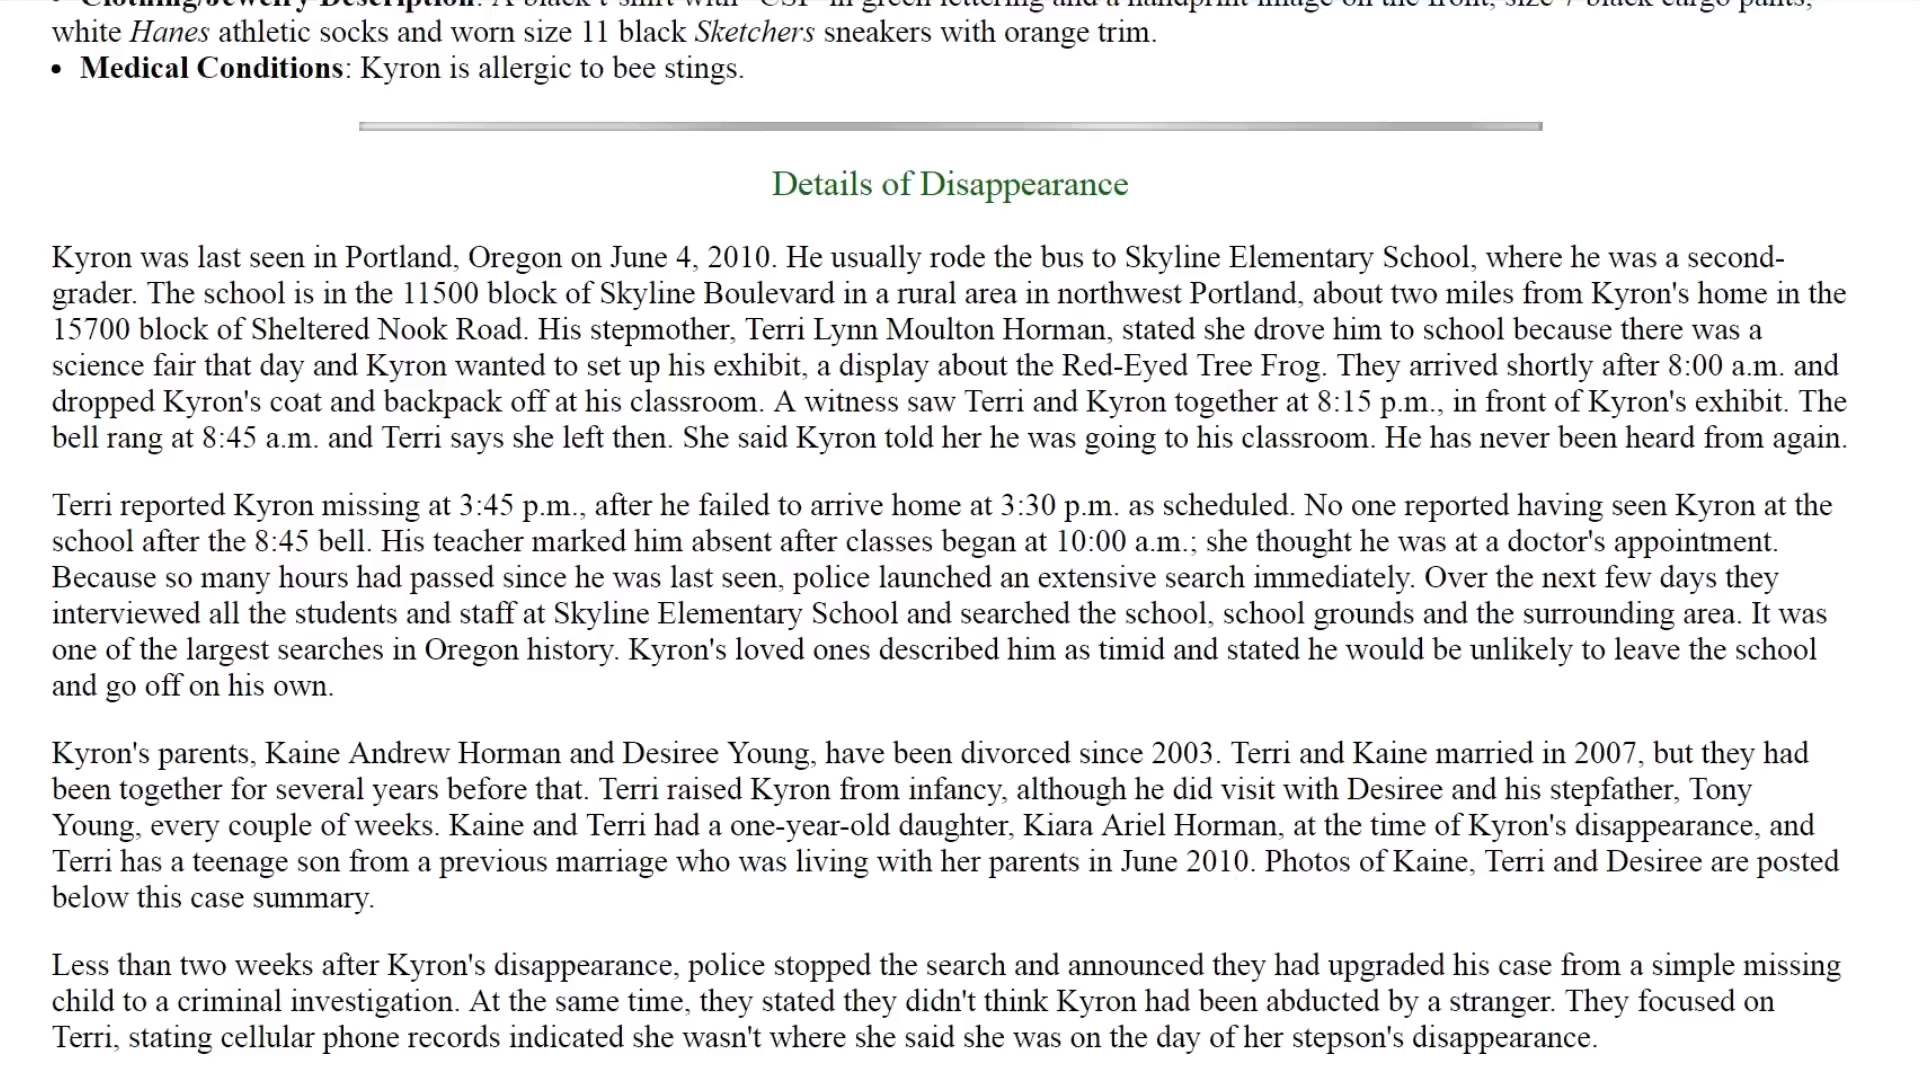 white Hanes athletic socks and worn size 11 black Sketchers sneakers with orange trim.
• Medical Conditions: Kyron is allergic to bee stings.
Details of Disappearance
Kyron was last seen in Portland, Oregon on June 4, 2010. He usually rode the bus to Skyline Elementary School, where he was a second-
grader. The school is in the 11500 block of Skyline Boulevard in a rural area in northwest Portland, about two miles from Kyron's home in the
15700 block of Sheltered Nook Road. His stepmother, Terri Lynn Moulton Horman, stated she drove him to school because there was a
science fair that day and Kyron wanted to set up his exhibit, a display about the Red-Eyed Tree Frog. They arrived shortly after 8:00 a.m. and
dropped Kyron's coat and backpack off at his classroom. A witness saw Terri and Kyron together at 8:15 p.m., in front of Kyron's exhibit. The
bell rang at 8:45 a.m. and Terri says she left then. She said Kyron told her he was going to his classroom. He has never been heard from again.
Terri reported Kyron missing at 3:45 p.m., after he failed to arrive home at 3:30 p.m. as scheduled. No one reported having seen Kyron at the
school after the 8:45 bell. His teacher marked him absent after classes began at 10:00 a.m.; she thought he was at a doctor's appointment.
Because so many hours had passed since he was last seen, police launched an extensive search immediately. Over the next few days they
interviewed all the students and staff at Skyline Elementary School and searched the school, school grounds and the surrounding area. It was
one of the largest searches in Oregon history. Kyron's loved ones described him as timid and stated he would be unlikely to leave the school
and go off on his own.
Kyron's parents, Kaine Andrew Horman and Desiree Young, have been divorced since 2003. Terri and Kaine married in 2007, but they had
been together for several years before that. Terri raised Kyron from infancy, although he did visit with Desiree and his stepfather, Tony
Young, every couple of weeks. Kaine and Terri had a one-year-old daughter, Kiara Ariel Horman, at the time of Kyron's disappearance, and
Terri has a teenage son from a previous marriage who was living with her parents in June 2010. Photos of Kaine, Terri and Desiree are posted
below this case summary.
Less than two weeks after Kyron's disappearance, police stopped the search and announced they had upgraded his case from a simple missing
child to a criminal investigation. At the same time, they stated they didn't think Kyron had been abducted by a stranger. They focused on
Terri, stating cellular phone records indicated she wasn't where she said she was on the day of her stepson's disappearance.